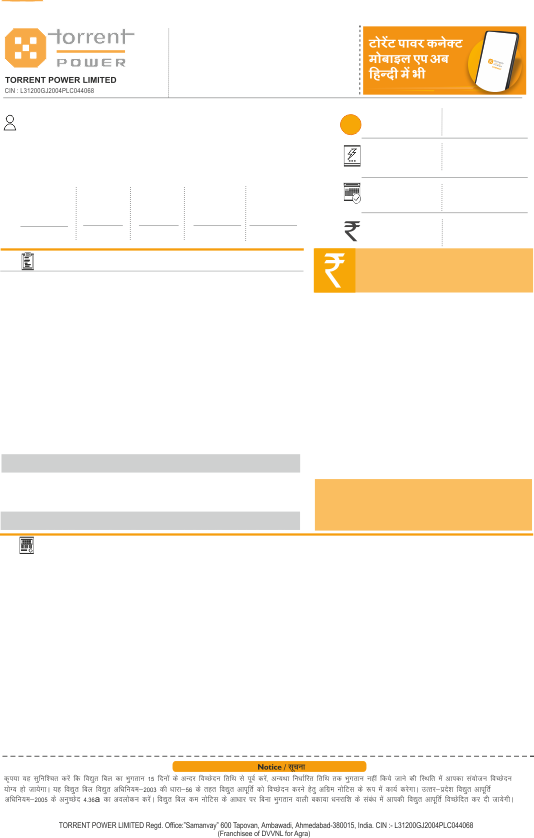 torrent
POWER
TORRENT POWER LIMITED
CIN : L31200GJ2004PLC044068
टोरेंट पावर कनेक्ट
मोबाइल एप अब
हिन्दी में भी
₹
₹
Notice / सूचना
कृपया यह सुनिश्चित करें कि विद्युत बिल का भुगतान 15 दिनों के अन्दर विच्छेदन तिथि से पूर्व करें, अन्यथा निर्धारित तिथि तक भुगतान नहीं किये जाने की स्थिति में आपका संयोजन विच्छेदन
योग्य हो जायेगा। यह विद्युत बिल विद्युत अधिनियम–2003 की धारा–56 के तहत विद्युत आपूर्ति को विच्छेदन करने हेतु अग्रिम नोटिस के रूप में कार्य करेगा। उत्तर–प्रदेश विद्युत आपूर्ति
अधिनियम–2005 के अनुच्छेद का अवलोकन करें। विद्युत बिल कम नोटिस के आधार पर बिना भुगतान वाली बकाया धनराशि के संबंध में आपकी विद्युत आपूर्ति विच्छेदित कर दी जायेगी।
TORRENT POWER LIMITED Regd. Office:"Samanvay" 600 Tapovan, Ambawadi, Ahmedabad-380015, India. CIN :- L31200GJ2004PLC044068
(Franchisee of DVVNL for Agra)